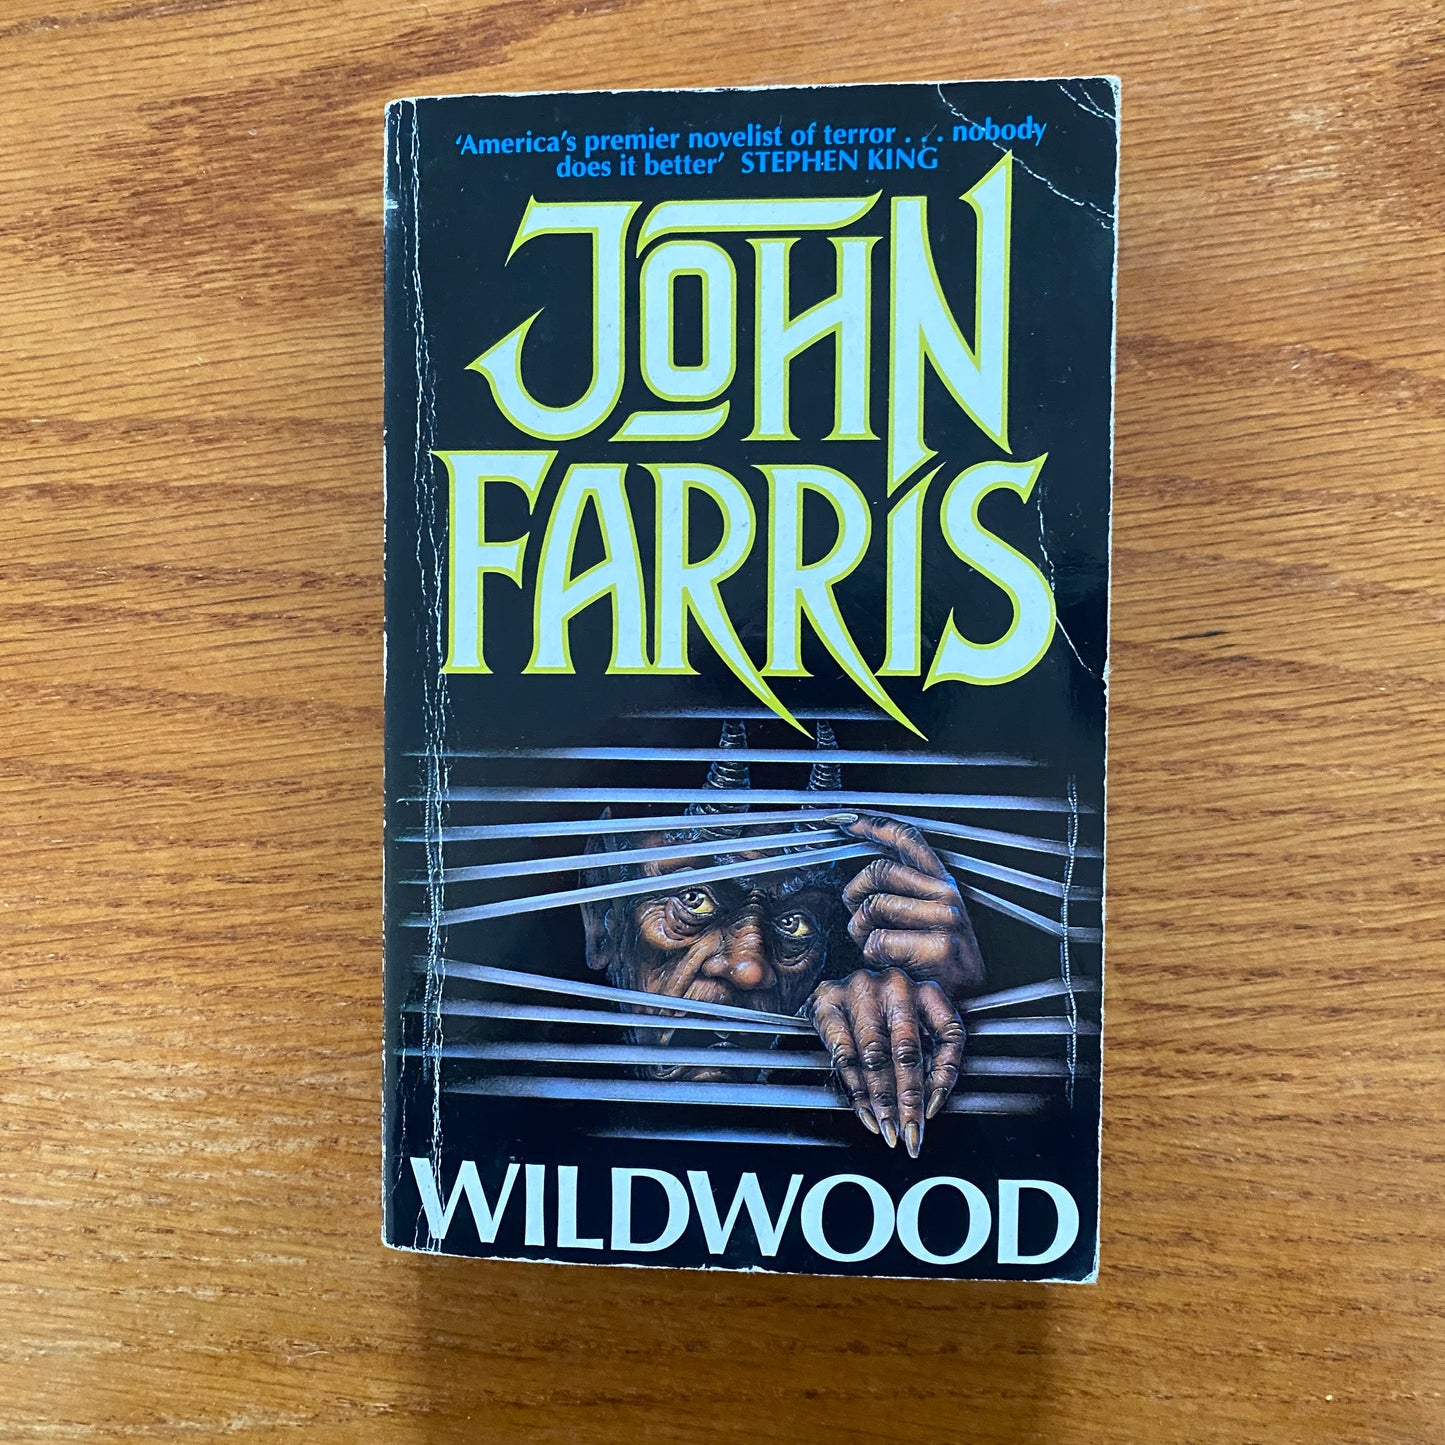 ‘America’s premier novelist of terror . . . nobody
does it better’ STEPHEN KING
JOHN
FARRIS
WILDWOOD